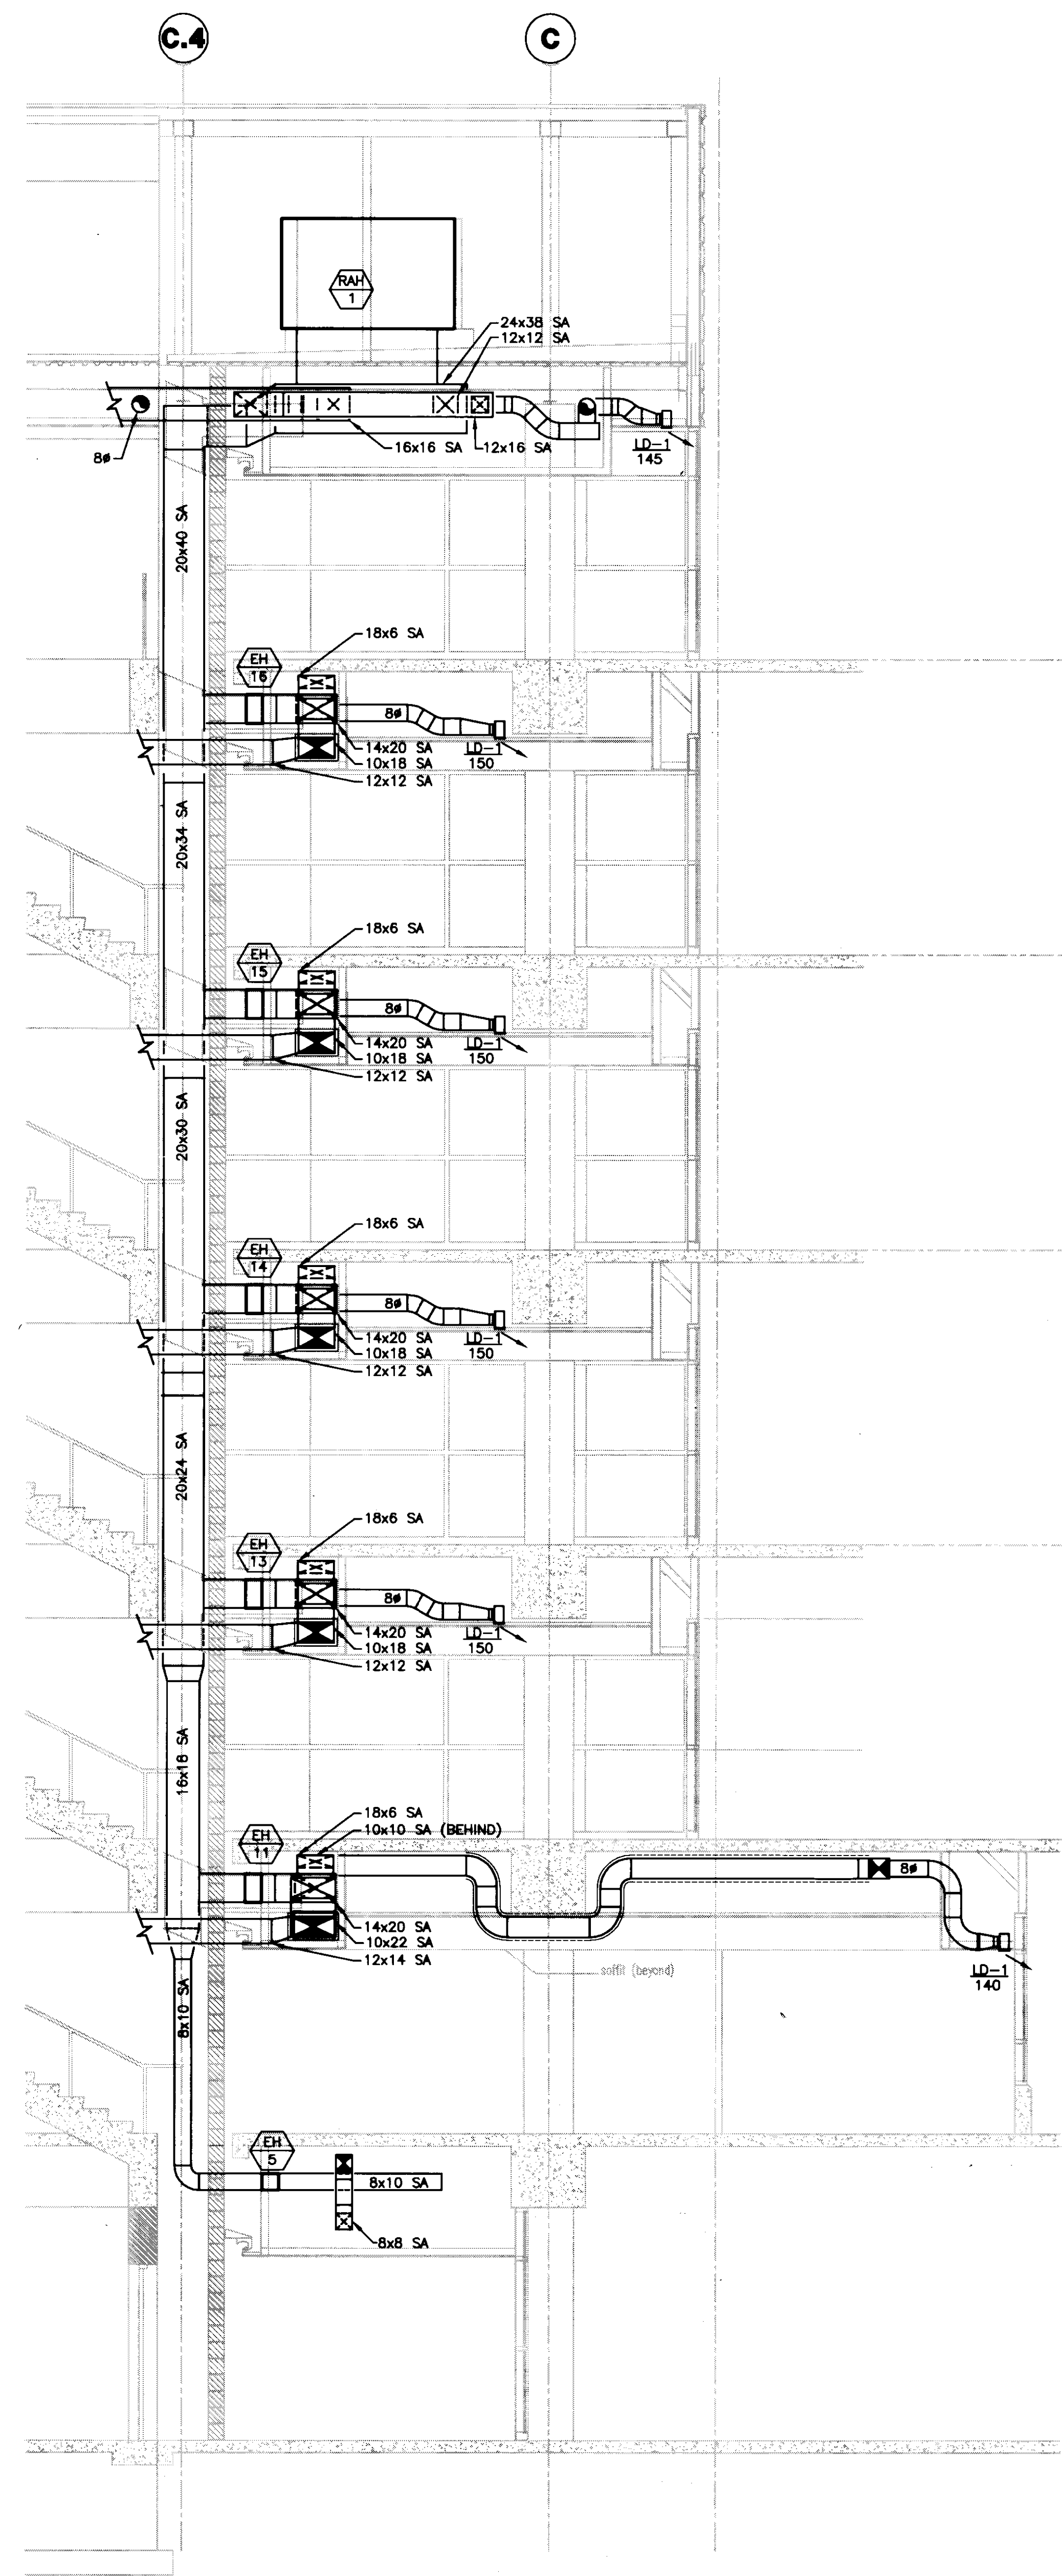 C.4
C
RAH
1
24x38 SA
12x12 SA
16x16 SA
12x16 SA
8ø
LD-1
145
20x40 SA
18x6 SA
EH
16
8ø
14x20 SA
LD-1
10x18 SA
150
12x12 SA
20x34 SA
18x6 SA
EH
15
8ø
14x20 SA
LD-1
10x18 SA
150
12x12 SA
20x30 SA
18x6 SA
EH
14
8ø
14x20 SA
LD-1
10x18 SA
150
12x12 SA
20x24 SA
18x6 SA
EH
13
8ø
14x20 SA
LD-1
10x18 SA
150
12x12 SA
16x18 SA
18x6 SA
10x10 SA (BEHIND)
EH
11
8ø
14x20 SA
10x22 SA
12x14 SA
soffit (beyond)
LD-1
140
8x10 SA
EH
5
8x10 SA
8x8 SA